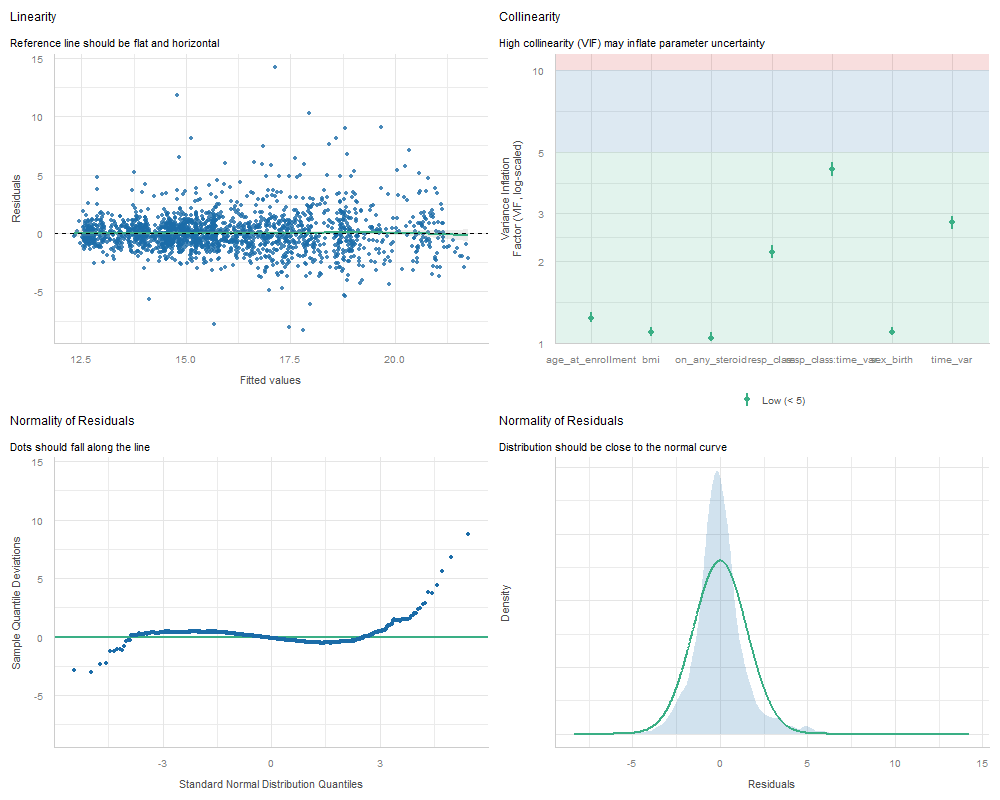 Linearity
Reference line should be flat and horizontal
15
10
5
0
-5
Residuals
12.5 15.0 17.5 20.0
Fitted values
Collinearity
High collinearity (VIF) may inflate parameter uncertainty
10
5
3
2
1
Variance Inflation
Factor (VIF, log-scaled)
age_at_enrollment bmi on_any_steroid resp_class resp_class:time_var sex_birth time_var
Low (< 5)
Normality of Residuals
Dots should fall along the line
15
10
5
0
-5
Sample Quantile Deviations
-3 0 3
Standard Normal Distribution Quantiles
Normality of Residuals
Distribution should be close to the normal curve
Density
-5 0 5 10 15
Residuals